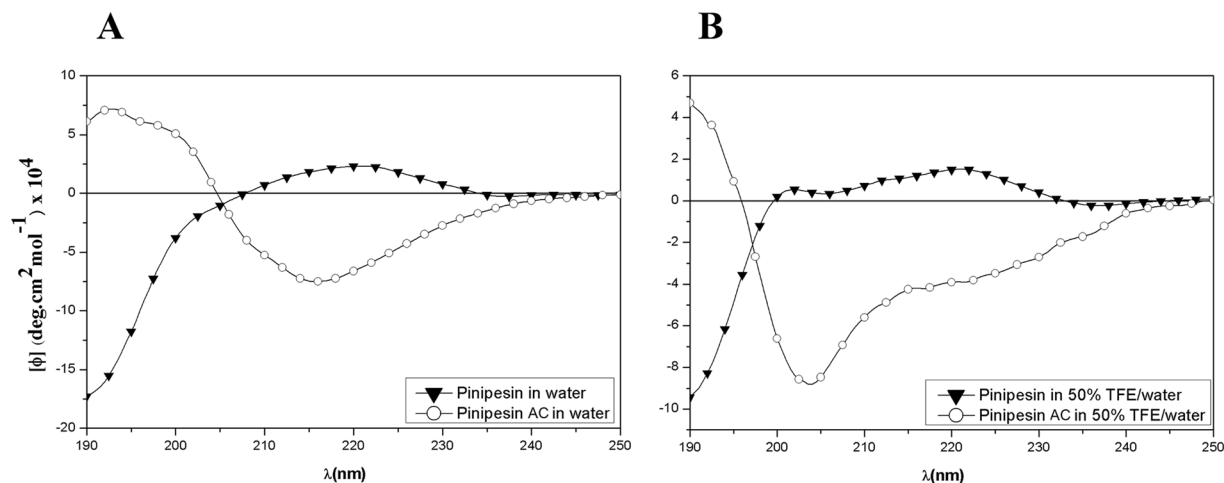 A
B
[ϕ] (deg.cm²mol⁻¹) x 10⁴
10
5
0
-5
-10
-15
-20
190 200 210 220 230 240 250
λ(nm)
Pinipesin in water
Pinipesin AC in water
6
4
2
0
-2
-4
-6
-8
-10
190 200 210 220 230 240 250
λ(nm)
Pinipesin in 50% TFE/water
Pinipesin AC in 50% TFE/water